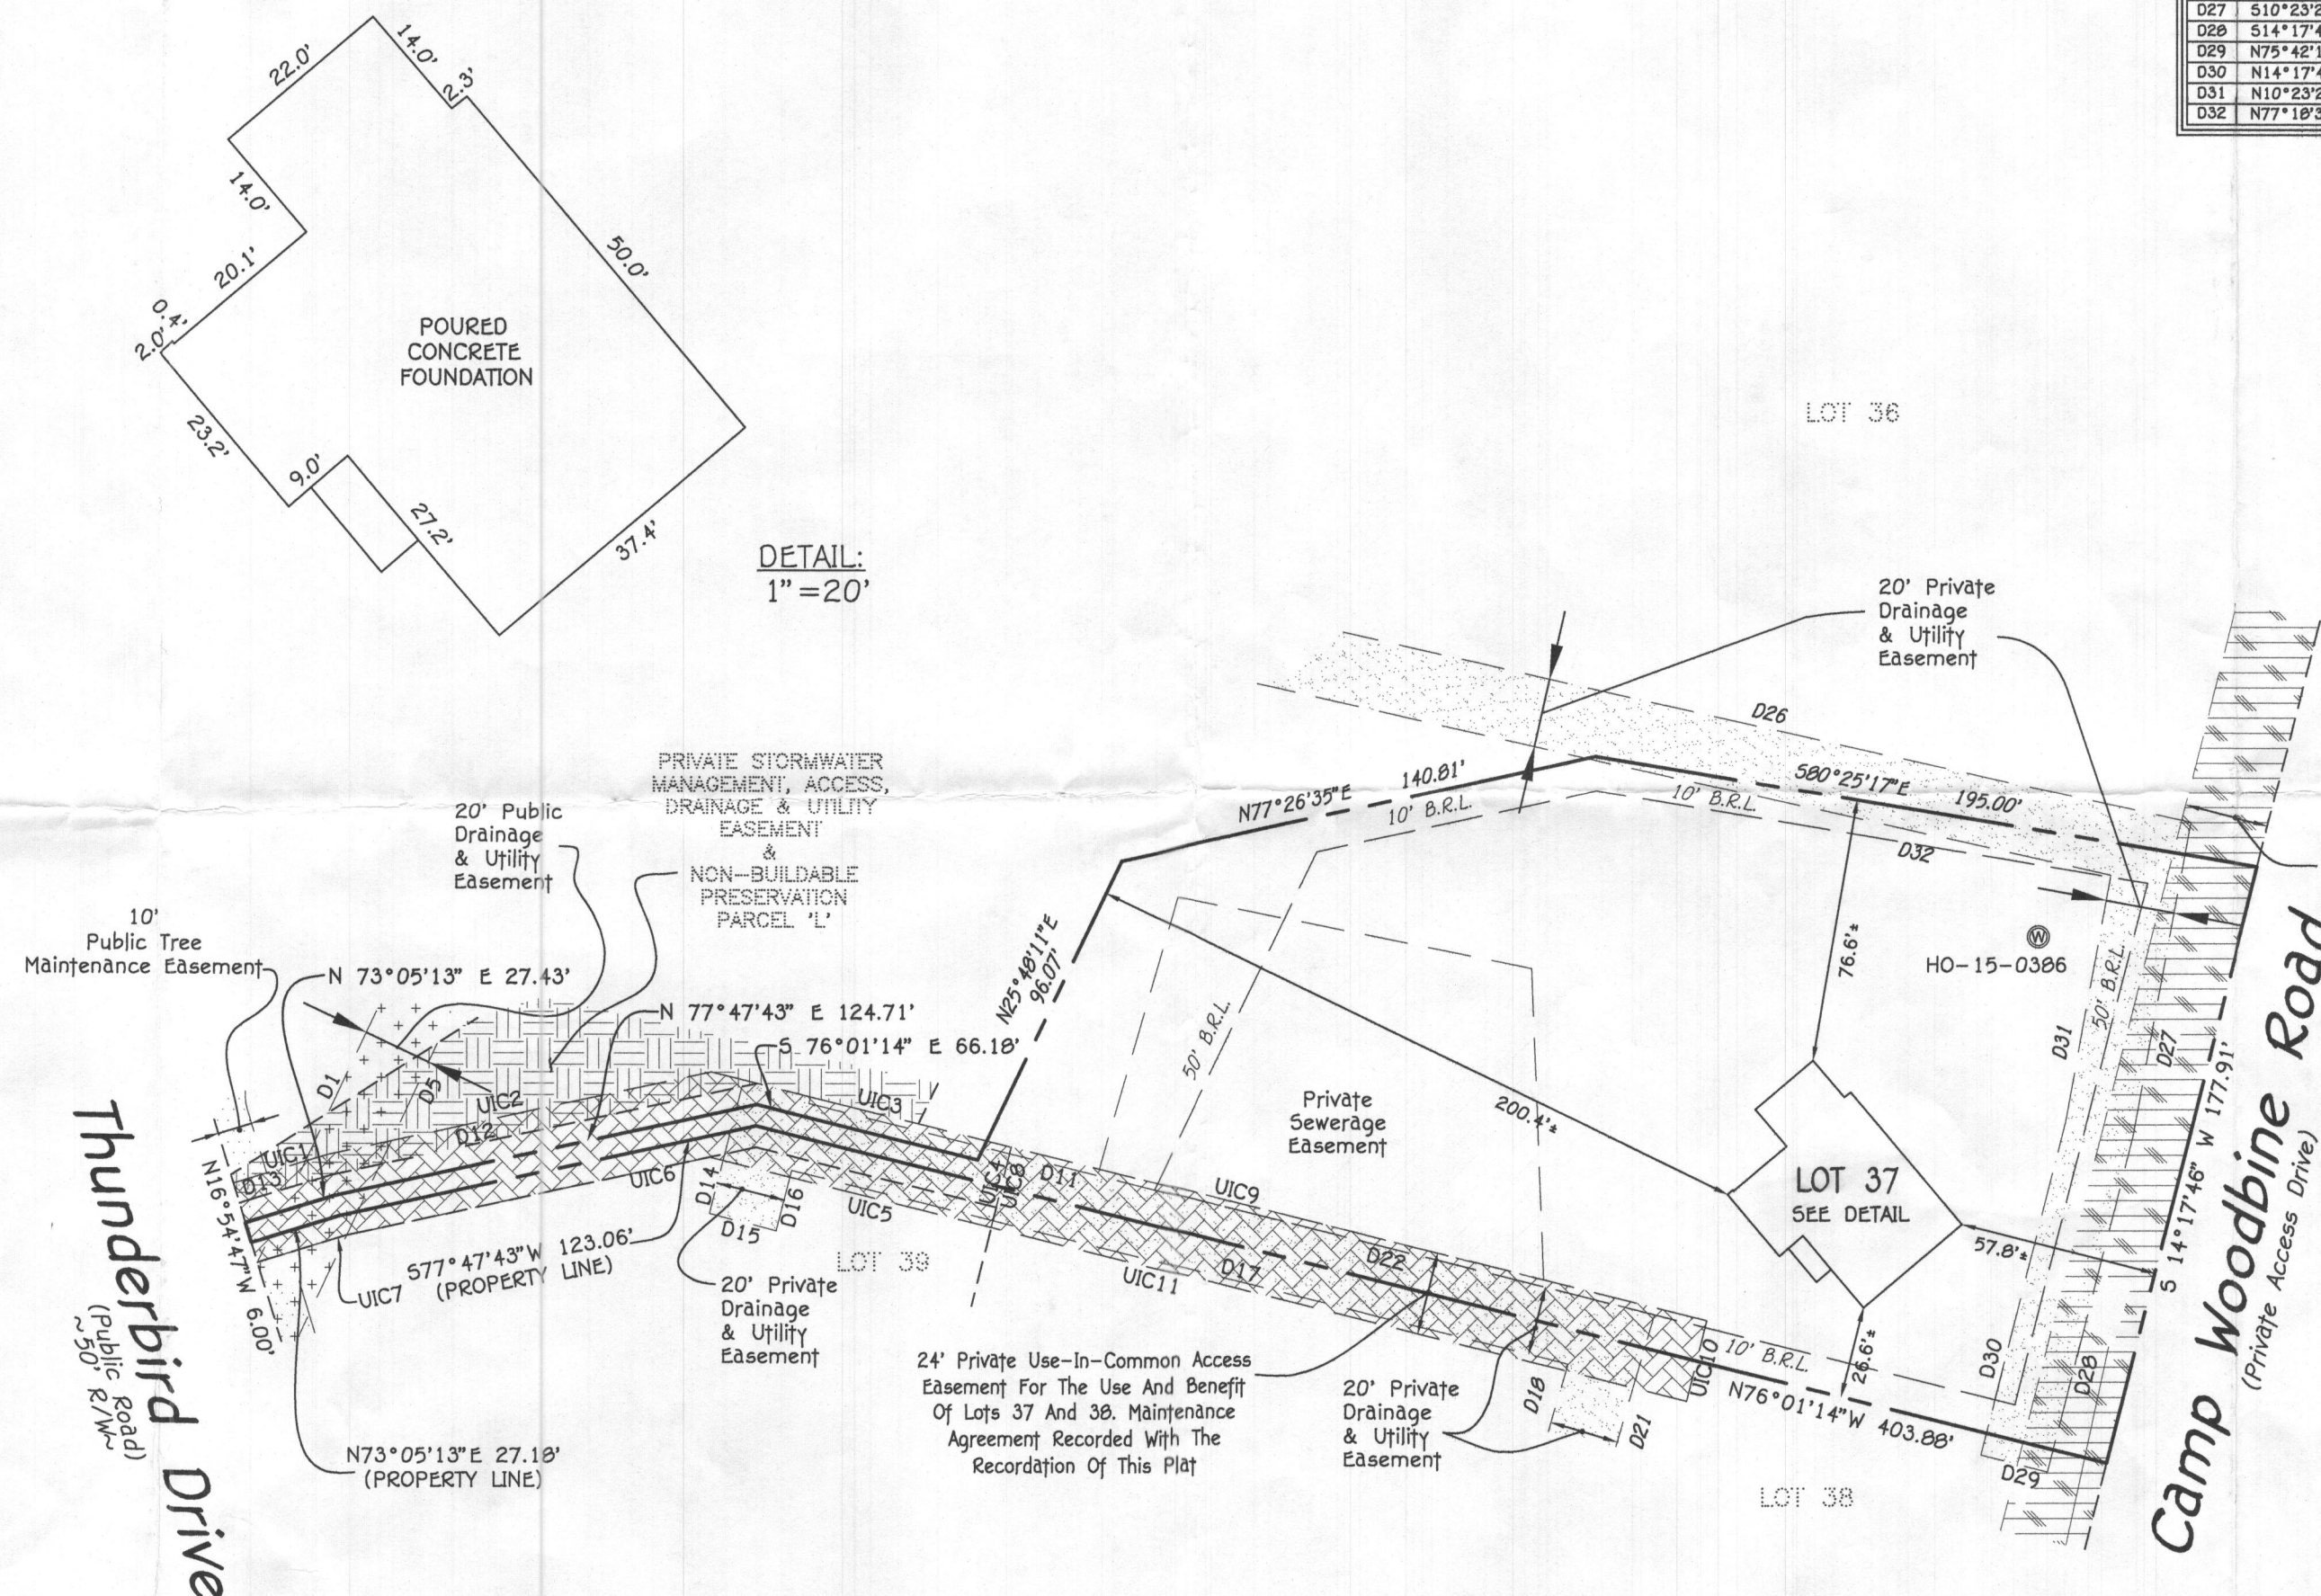 D27 S10°23'2
D28 S14°17'4
D29 N75°42'1
D30 N14°17'4
D31 N10°23'2
D32 N77°18'3
22.0'
14.0'
2.3'
14.0'
20.1'
0.4'
2.0'
50.0'
POURED
CONCRETE
FOUNDATION
23.2'
9.0'
27.2'
37.4'
DETAIL:
1"=20'
LOT 36
20' Private
Drainage
& Utility
Easement
D26
PRIVATE STORMWATER
MANAGEMENT, ACCESS,
DRAINAGE & UTILITY
EASEMENT
&
NON-BUILDABLE
PRESERVATION
PARCEL 'L'
20' Public
Drainage
& Utility
Easement
10'
Public Tree
Maintenance Easement
N 73°05'13" E 27.43'
N 77°47'43" E 124.71'
S 76°01'14" E 66.18'
N25°48'11"E
96.07'
N77°26'35"E 140.81'
10' B.R.L.
S80°25'17"E 195.00'
10' B.R.L.
D32
76.6'±
HO-15-0386
W
50' B.R.L.
D31
D27
50' B.R.L.
Private
Sewerage
Easement
200.4'±
LOT 37
SEE DETAIL
57.8'±
26.6'±
S 14°17'46" W 177.91'
Camp Woodbine Road
(Private Access Drive)
D1
D5
UIC2
D12
UIC1
D13
UIC3
UIC6
D14
D15
D16
UIC5
UIC4
UIC8
D11
UIC9
D22
D17
UIC11
UIC7
S77°47'43"W 123.06'
(PROPERTY LINE)
LOT 39
20' Private
Drainage
& Utility
Easement
N16°54'47"W 6.00'
Thunderbird Drive
(Public Road)
~50' R/W~
N73°05'13"E 27.18'
(PROPERTY LINE)
24' Private Use-In-Common Access
Easement For The Use And Benefit
Of Lots 37 And 38. Maintenance
Agreement Recorded With The
Recordation Of This Plat
20' Private
Drainage
& Utility
Easement
D18
D21
UIC10
10' B.R.L.
N76°01'14"W 403.88'
D30
D28
D29
LOT 38